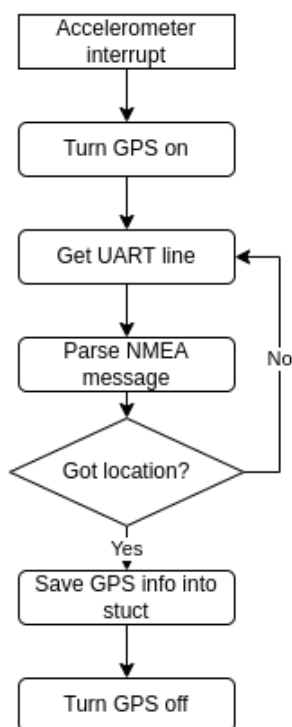 Accelerometer
interrupt
Turn GPS on
Get UART line
Parse NMEA
message
No
Got location?
Yes
Save GPS info into
stuct
Turn GPS off